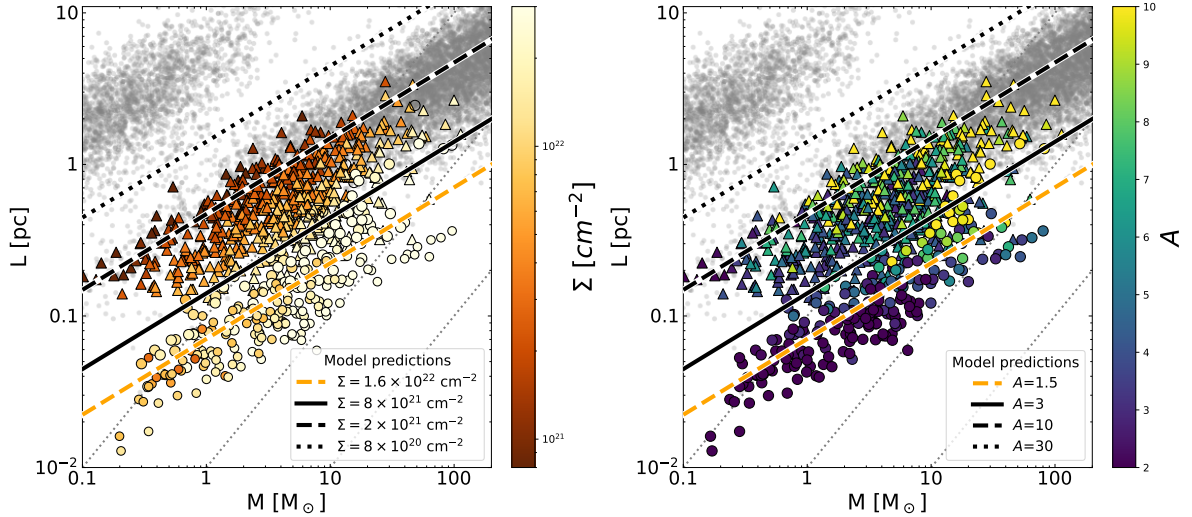 10
1
0.1
10⁻²
L [pc]
0.1
1
10
100
M [M☉]
Model predictions
Σ = 1.6 × 10²² cm⁻²
Σ = 8 × 10²¹ cm⁻²
Σ = 2 × 10²¹ cm⁻²
Σ = 8 × 10²⁰ cm⁻²
10²²
10²¹
Σ [cm⁻²]
10
1
0.1
10⁻²
L [pc]
0.1
1
10
100
M [M☉]
Model predictions
A=1.5
A=3
A=10
A=30
10
9
8
7
6
5
4
3
2
A